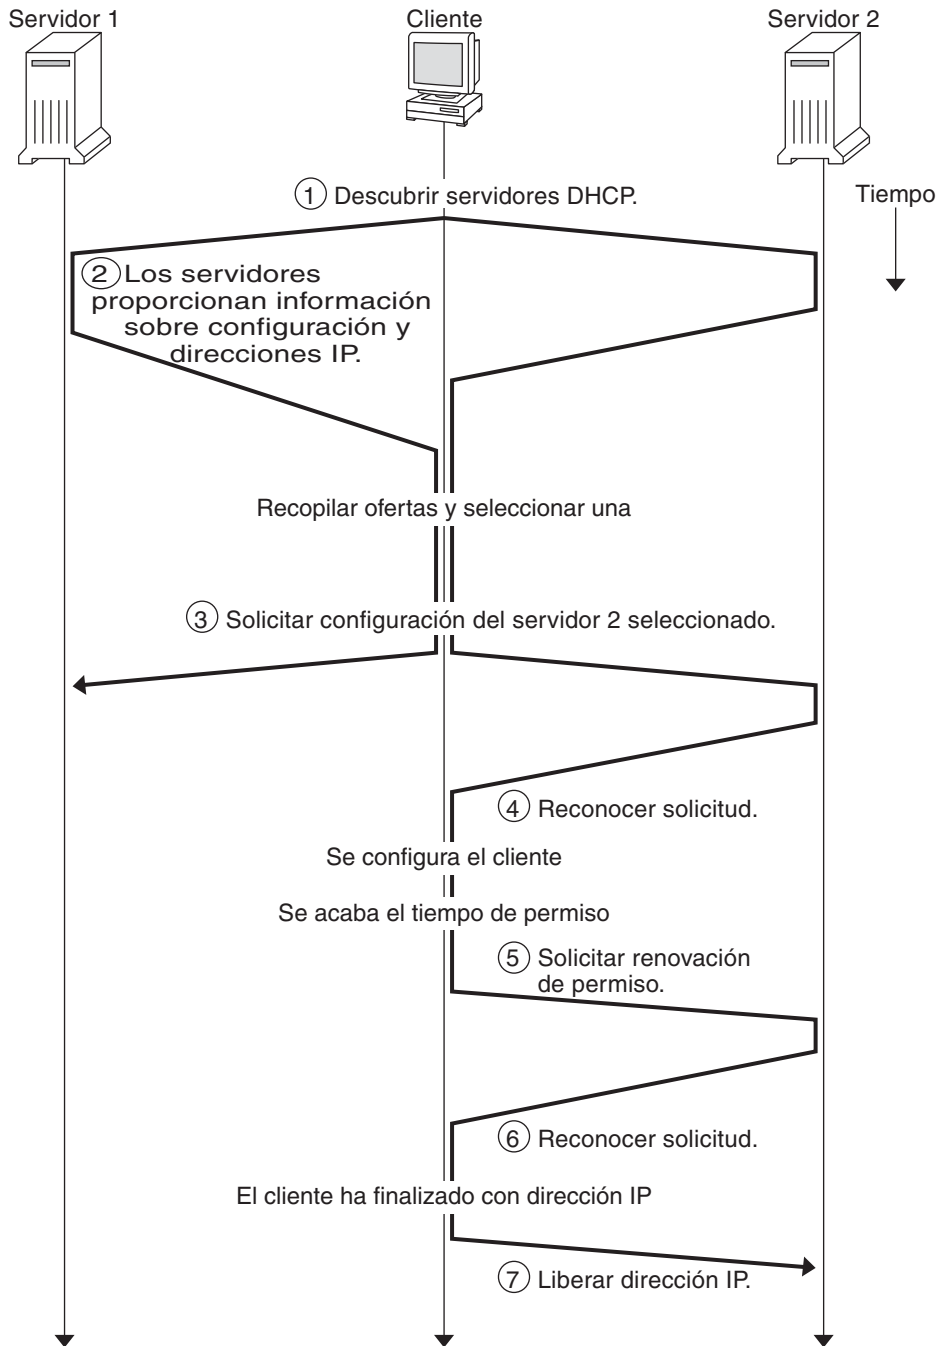 Servidor 1
Cliente
Servidor 2
1 Descubrir servidores DHCP.
Tiempo
2 Los servidores
proporcionan información
sobre configuración y
direcciones IP.
Recopilar ofertas y seleccionar una
3 Solicitar configuración del servidor 2 seleccionado.
4 Reconocer solicitud.
Se configura el cliente
Se acaba el tiempo de permiso
5 Solicitar renovación
de permiso.
6 Reconocer solicitud.
El cliente ha finalizado con dirección IP
7 Liberar dirección IP.